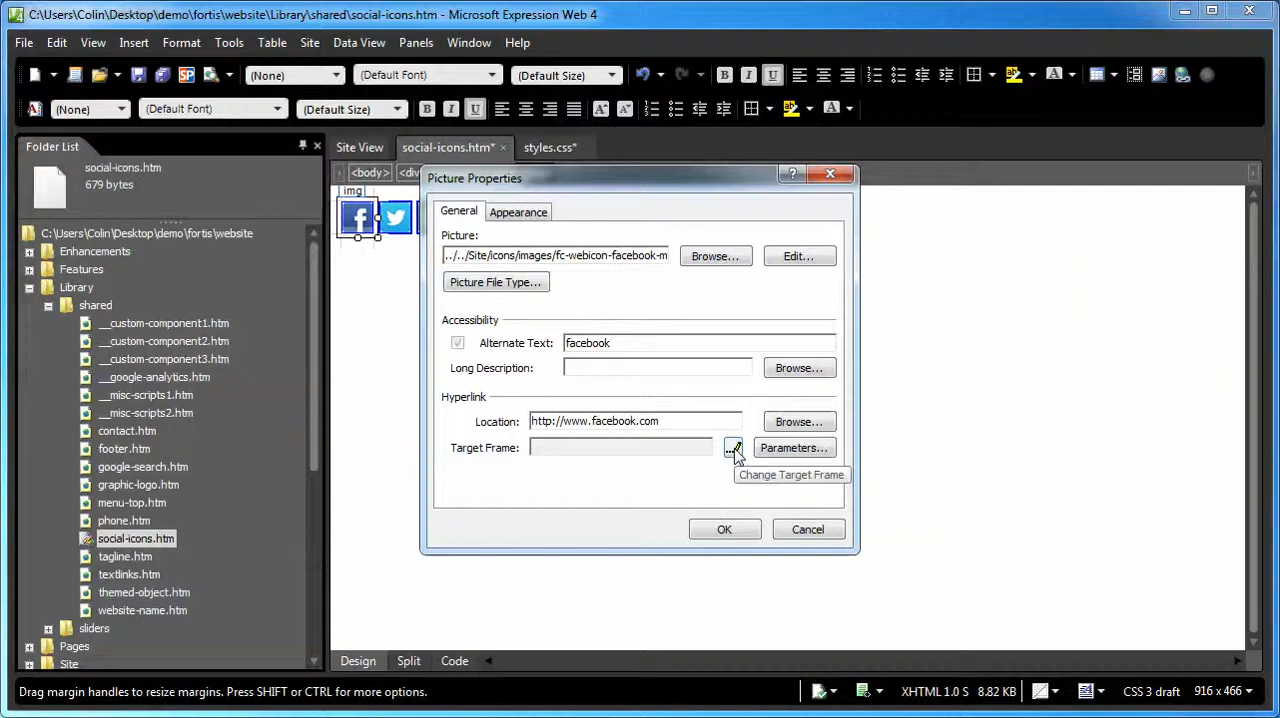 C:\Users\Colin\Desktop\demo\fortis\website\Library\shared\social-icons.htm - Microsoft Expression Web 4
File Edit View Insert Format Tools Table Site Data View Panels Window Help
(None) (Default Font) (Default Size)
(None) (Default Font) (Default Size)
Folder List
social-icons.htm
679 bytes
C:\Users\Colin\Desktop\demo\fortis\website
Enhancements
Features
Library
shared
__custom-component1.htm
__custom-component2.htm
__custom-component3.htm
__google-analytics.htm
__misc-scripts1.htm
__misc-scripts2.htm
contact.htm
footer.htm
google-search.htm
graphic-logo.htm
menu-top.htm
phone.htm
social-icons.htm
tagline.htm
textlinks.htm
themed-object.htm
website-name.htm
sliders
Pages
Site
Site View social-icons.htm* styles.css*
<body> <div
img
Picture Properties
General Appearance
Picture:
../../Site/icons/images/fc-webicon-facebook-m Browse... Edit...
Picture File Type...
Accessibility
Alternate Text: facebook
Long Description: Browse...
Hyperlink
Location: http://www.facebook.com Browse...
Target Frame: Parameters...
Change Target Frame
OK Cancel
Design Split Code
Drag margin handles to resize margins. Press SHIFT or CTRL for more options. XHTML 1.0 S 8.82 KB CSS 3 draft 916 x 466